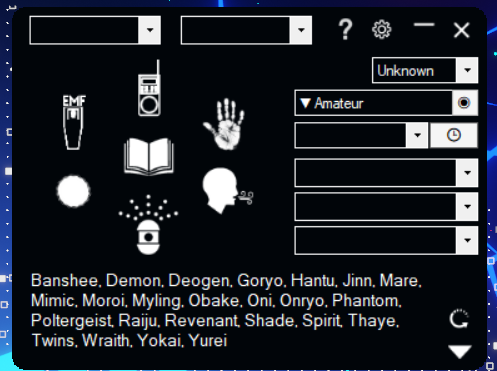 ?
Unknown
EMF
▼ Amateur
Banshee, Demon, Deogen, Goryo, Hantu, Jinn, Mare,
Mimic, Moroi, Myling, Obake, Oni, Onryo, Phantom,
Poltergeist, Raiju, Revenant, Shade, Spirit, Thaye,
Twins, Wraith, Yokai, Yurei